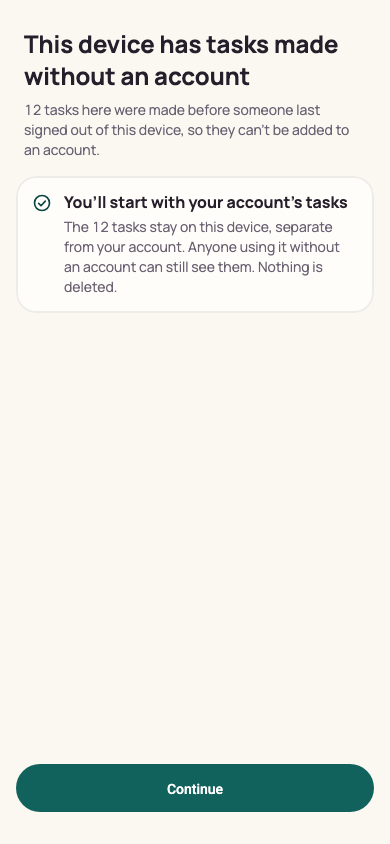 This device has tasks made
without an account
12 tasks here were made before someone last
signed out of this device, so they can't be added to
an account.
You'll start with your account's tasks
The 12 tasks stay on this device, separate
from your account. Anyone using it without
an account can still see them. Nothing is
deleted.
Continue